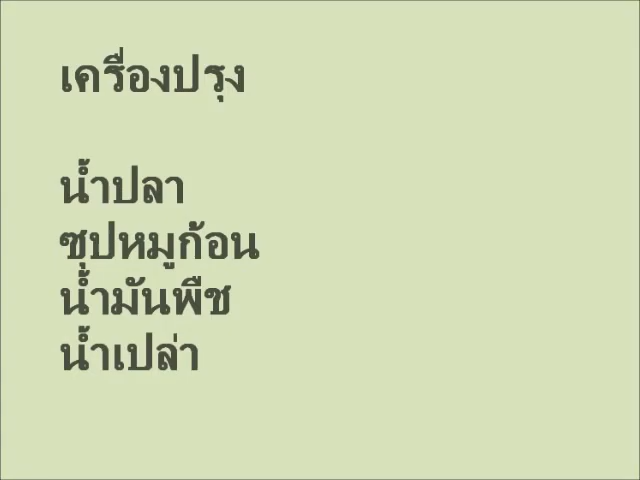 เครื่องปรุง
น้ำปลา
ซุปหมูก้อน
น้ำมันพืช
น้ำเปล่า